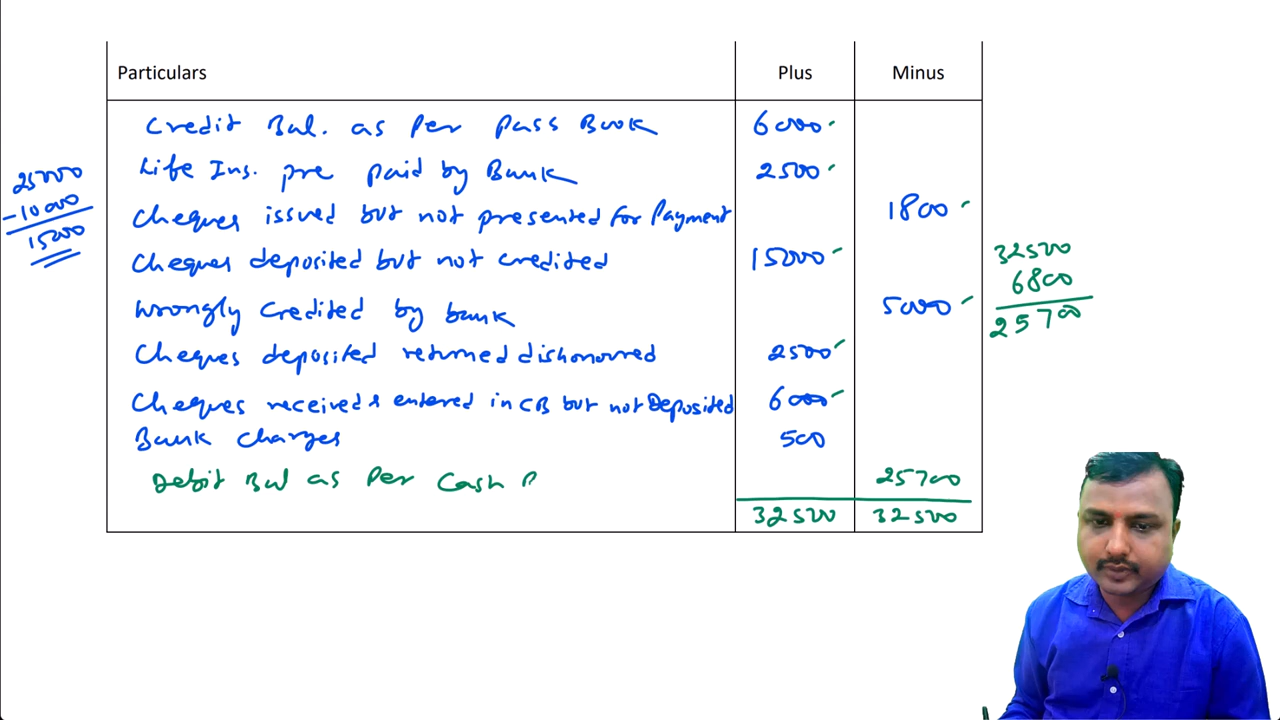 Particulars Plus Minus
Credit Bal. as Per Pass Book 6000
Life Ins. pre paid by Bank 2500
Cheques issued but not presented for Payment 1800
Cheques deposited but not credited 15000
Wrongly credited by bank 5000
Cheques deposited returned dishonoured 2500
Cheques received & entered in CB but not Deposited 6000
Bank charges 500
Debit Bal as Per Cash 25700
32500 32500
25000
-10000
15000
32500
6800
25700